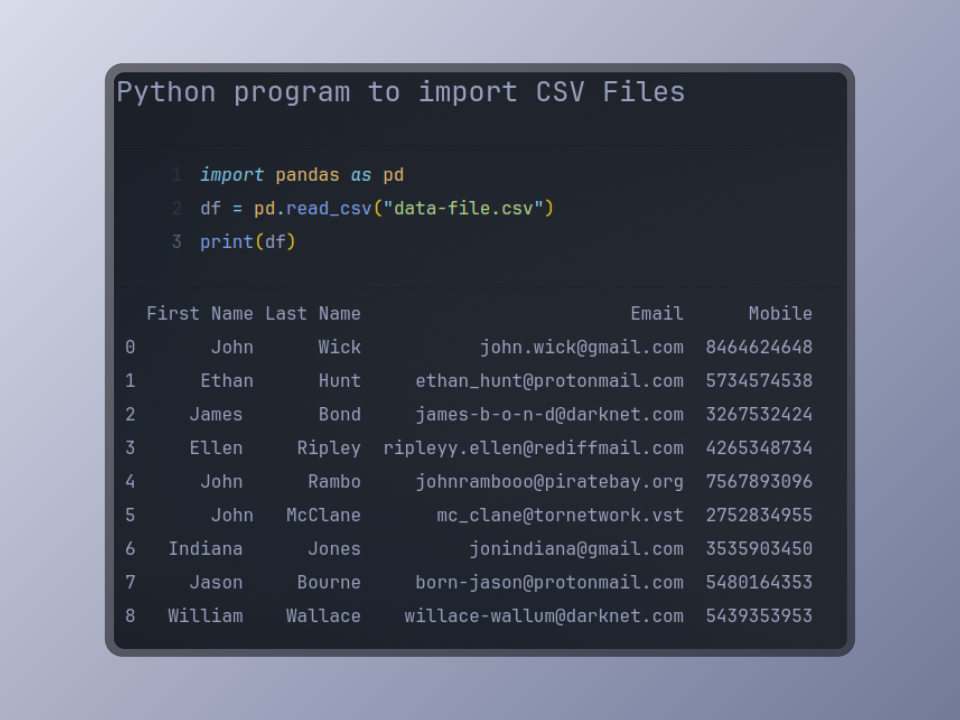 Python program to import CSV Files
1 import pandas as pd
2 df = pd.read_csv("data-file.csv")
3 print(df)
First Name Last Name Email Mobile
0 John Wick john.wick@gmail.com 8464624648
1 Ethan Hunt ethan_hunt@protonmail.com 5734574538
2 James Bond james-b-o-n-d@darknet.com 3267532424
3 Ellen Ripley ripleyy.ellen@rediffmail.com 4265348734
4 John Rambo johnrambooo@piratebay.org 7567893096
5 John McClane mc_clane@tornetwork.vst 2752834955
6 Indiana Jones jonindiana@gmail.com 3535903450
7 Jason Bourne born-jason@protonmail.com 5480164353
8 William Wallace willace-wallum@darknet.com 5439353953